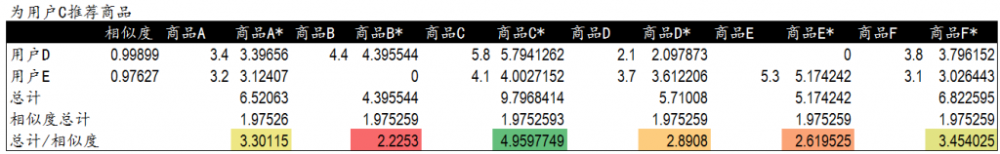 为用户C推荐商品
相似度 商品A 商品A* 商品B 商品B* 商品C 商品C* 商品D 商品D* 商品E 商品E* 商品F 商品F*
用户D 0.99899 3.4 3.39656 4.4 4.395544 5.8 5.7941262 2.1 2.097873 0 3.8 3.796152
用户E 0.97627 3.2 3.12407 0 4.1 4.0027152 3.7 3.612206 5.3 5.174242 3.1 3.026443
总计 6.52063 4.395544 9.7968414 5.71008 5.174242 6.822595
相似度总计 1.97526 1.975259 1.9752593 1.975259 1.975259 1.975259
总计/相似度 3.30115 2.2253 4.9597749 2.8908 2.619525 3.454025